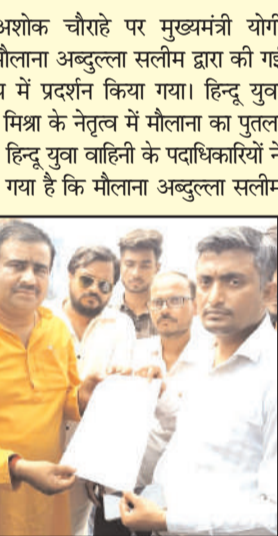 अशोक चौराहे पर मुख्यमंत्री योगी
मौलाना अब्दुल्ला सलीम द्वारा की गई
में प्रदर्शन किया गया। हिन्दू युवा
मिश्रा के नेतृत्व में मौलाना का पुतल
हिन्दू युवा वाहिनी के पदाधिकारियों ने
गया है कि मौलाना अब्दुल्ला सलीम